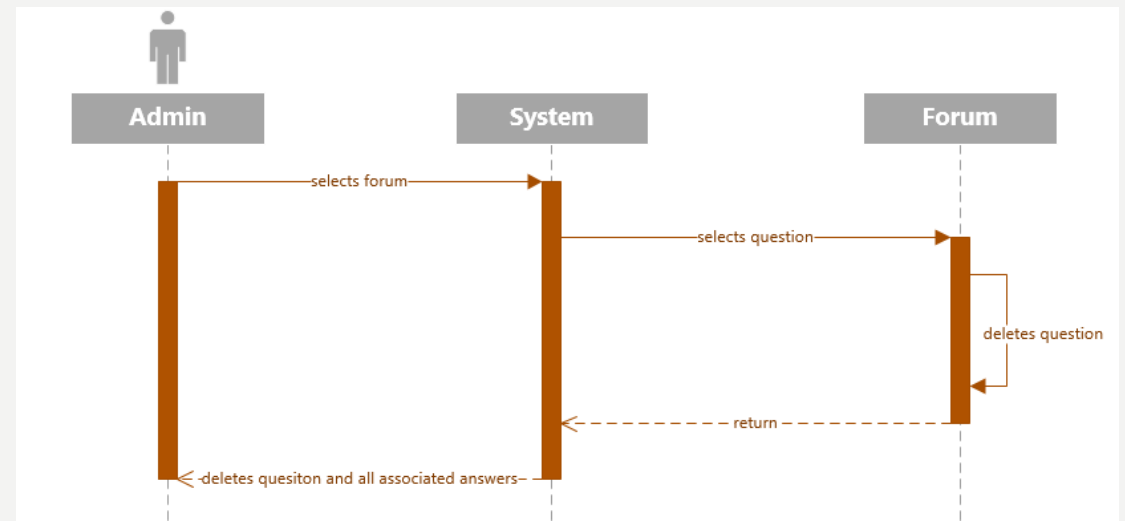 Admin
System
Forum
selects forum
selects question
deletes question
return
deletes quesiton and all associated answers